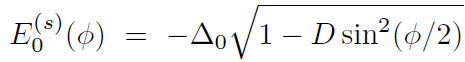 $E_0^{(s)}(\phi) = -\Delta_0 \sqrt{1 - D \sin^2(\phi/2)}$